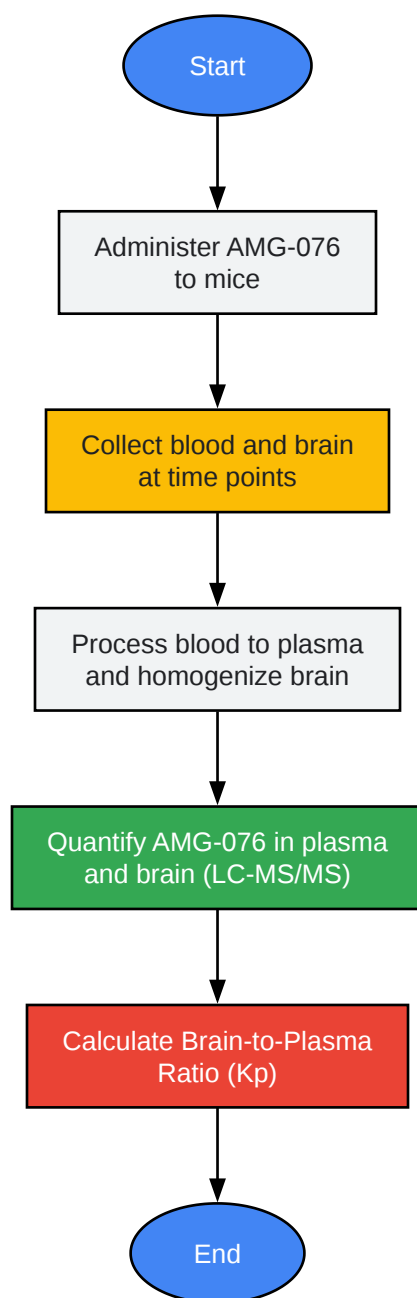 Start
Administer AMG-076
to mice
Collect blood and brain
at time points
Process blood to plasma
and homogenize brain
Quantify AMG-076 in plasma
and brain (LC-MS/MS)
Calculate Brain-to-Plasma
Ratio (Kp)
End